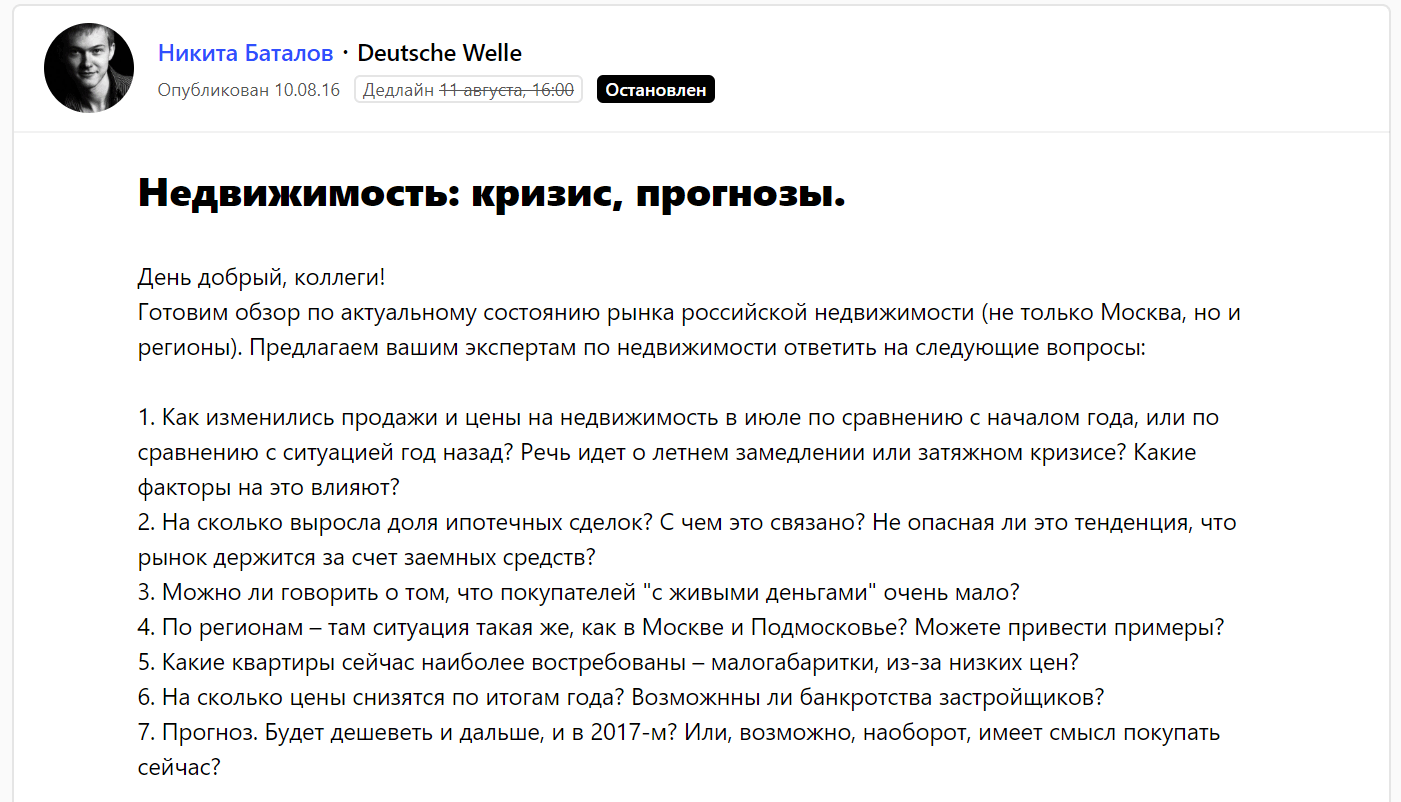 Никита Баталов · Deutsche Welle
Опубликован 10.08.16 Дедлайн 11 августа, 16:00 Остановлен
Недвижимость: кризис, прогнозы.
День добрый, коллеги!
Готовим обзор по актуальному состоянию рынка российской недвижимости (не только Москва, но и
регионы). Предлагаем вашим экспертам по недвижимости ответить на следующие вопросы:
1. Как изменились продажи и цены на недвижимость в июле по сравнению с началом года, или по
сравнению с ситуацией год назад? Речь идет о летнем замедлении или затяжном кризисе? Какие
факторы на это влияют?
2. На сколько выросла доля ипотечных сделок? С чем это связано? Не опасная ли это тенденция, что
рынок держится за счет заемных средств?
3. Можно ли говорить о том, что покупателей "с живыми деньгами" очень мало?
4. По регионам – там ситуация такая же, как в Москве и Подмосковье? Можете привести примеры?
5. Какие квартиры сейчас наиболее востребованы – малогабаритки, из-за низких цен?
6. На сколько цены снизятся по итогам года? Возможнны ли банкротства застройщиков?
7. Прогноз. Будет дешеветь и дальше, и в 2017-м? Или, возможно, наоборот, имеет смысл покупать
сейчас?